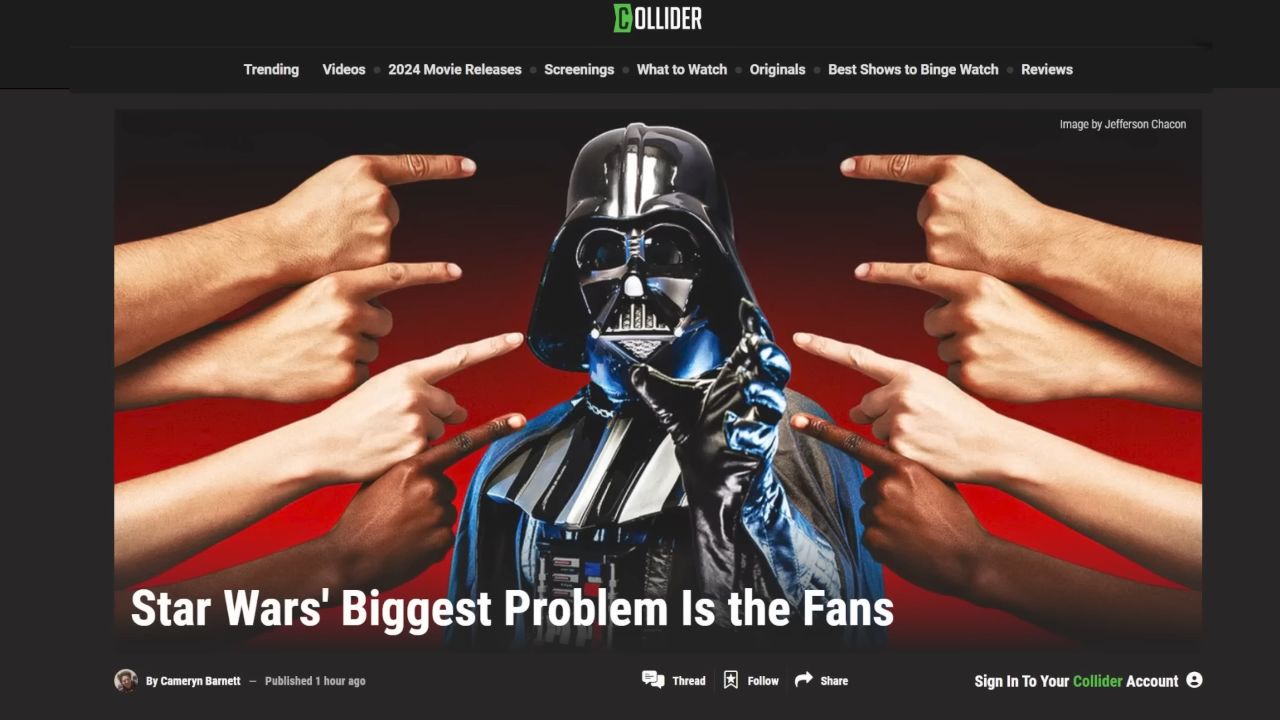 COLLIDER
Trending Videos 2024 Movie Releases Screenings What to Watch Originals Best Shows to Binge Watch Reviews
Image by Jefferson Chacon
Star Wars' Biggest Problem Is the Fans
By Cameryn Barnett — Published 1 hour ago Thread Follow Share Sign In To Your Collider Account